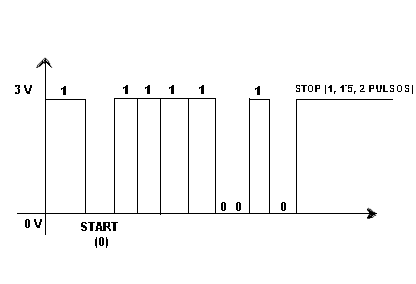 3 V 1 1 1 1 1 1 STOP (1, 1'5, 2 PULSOS)
0 0 0
0 V START
(0)